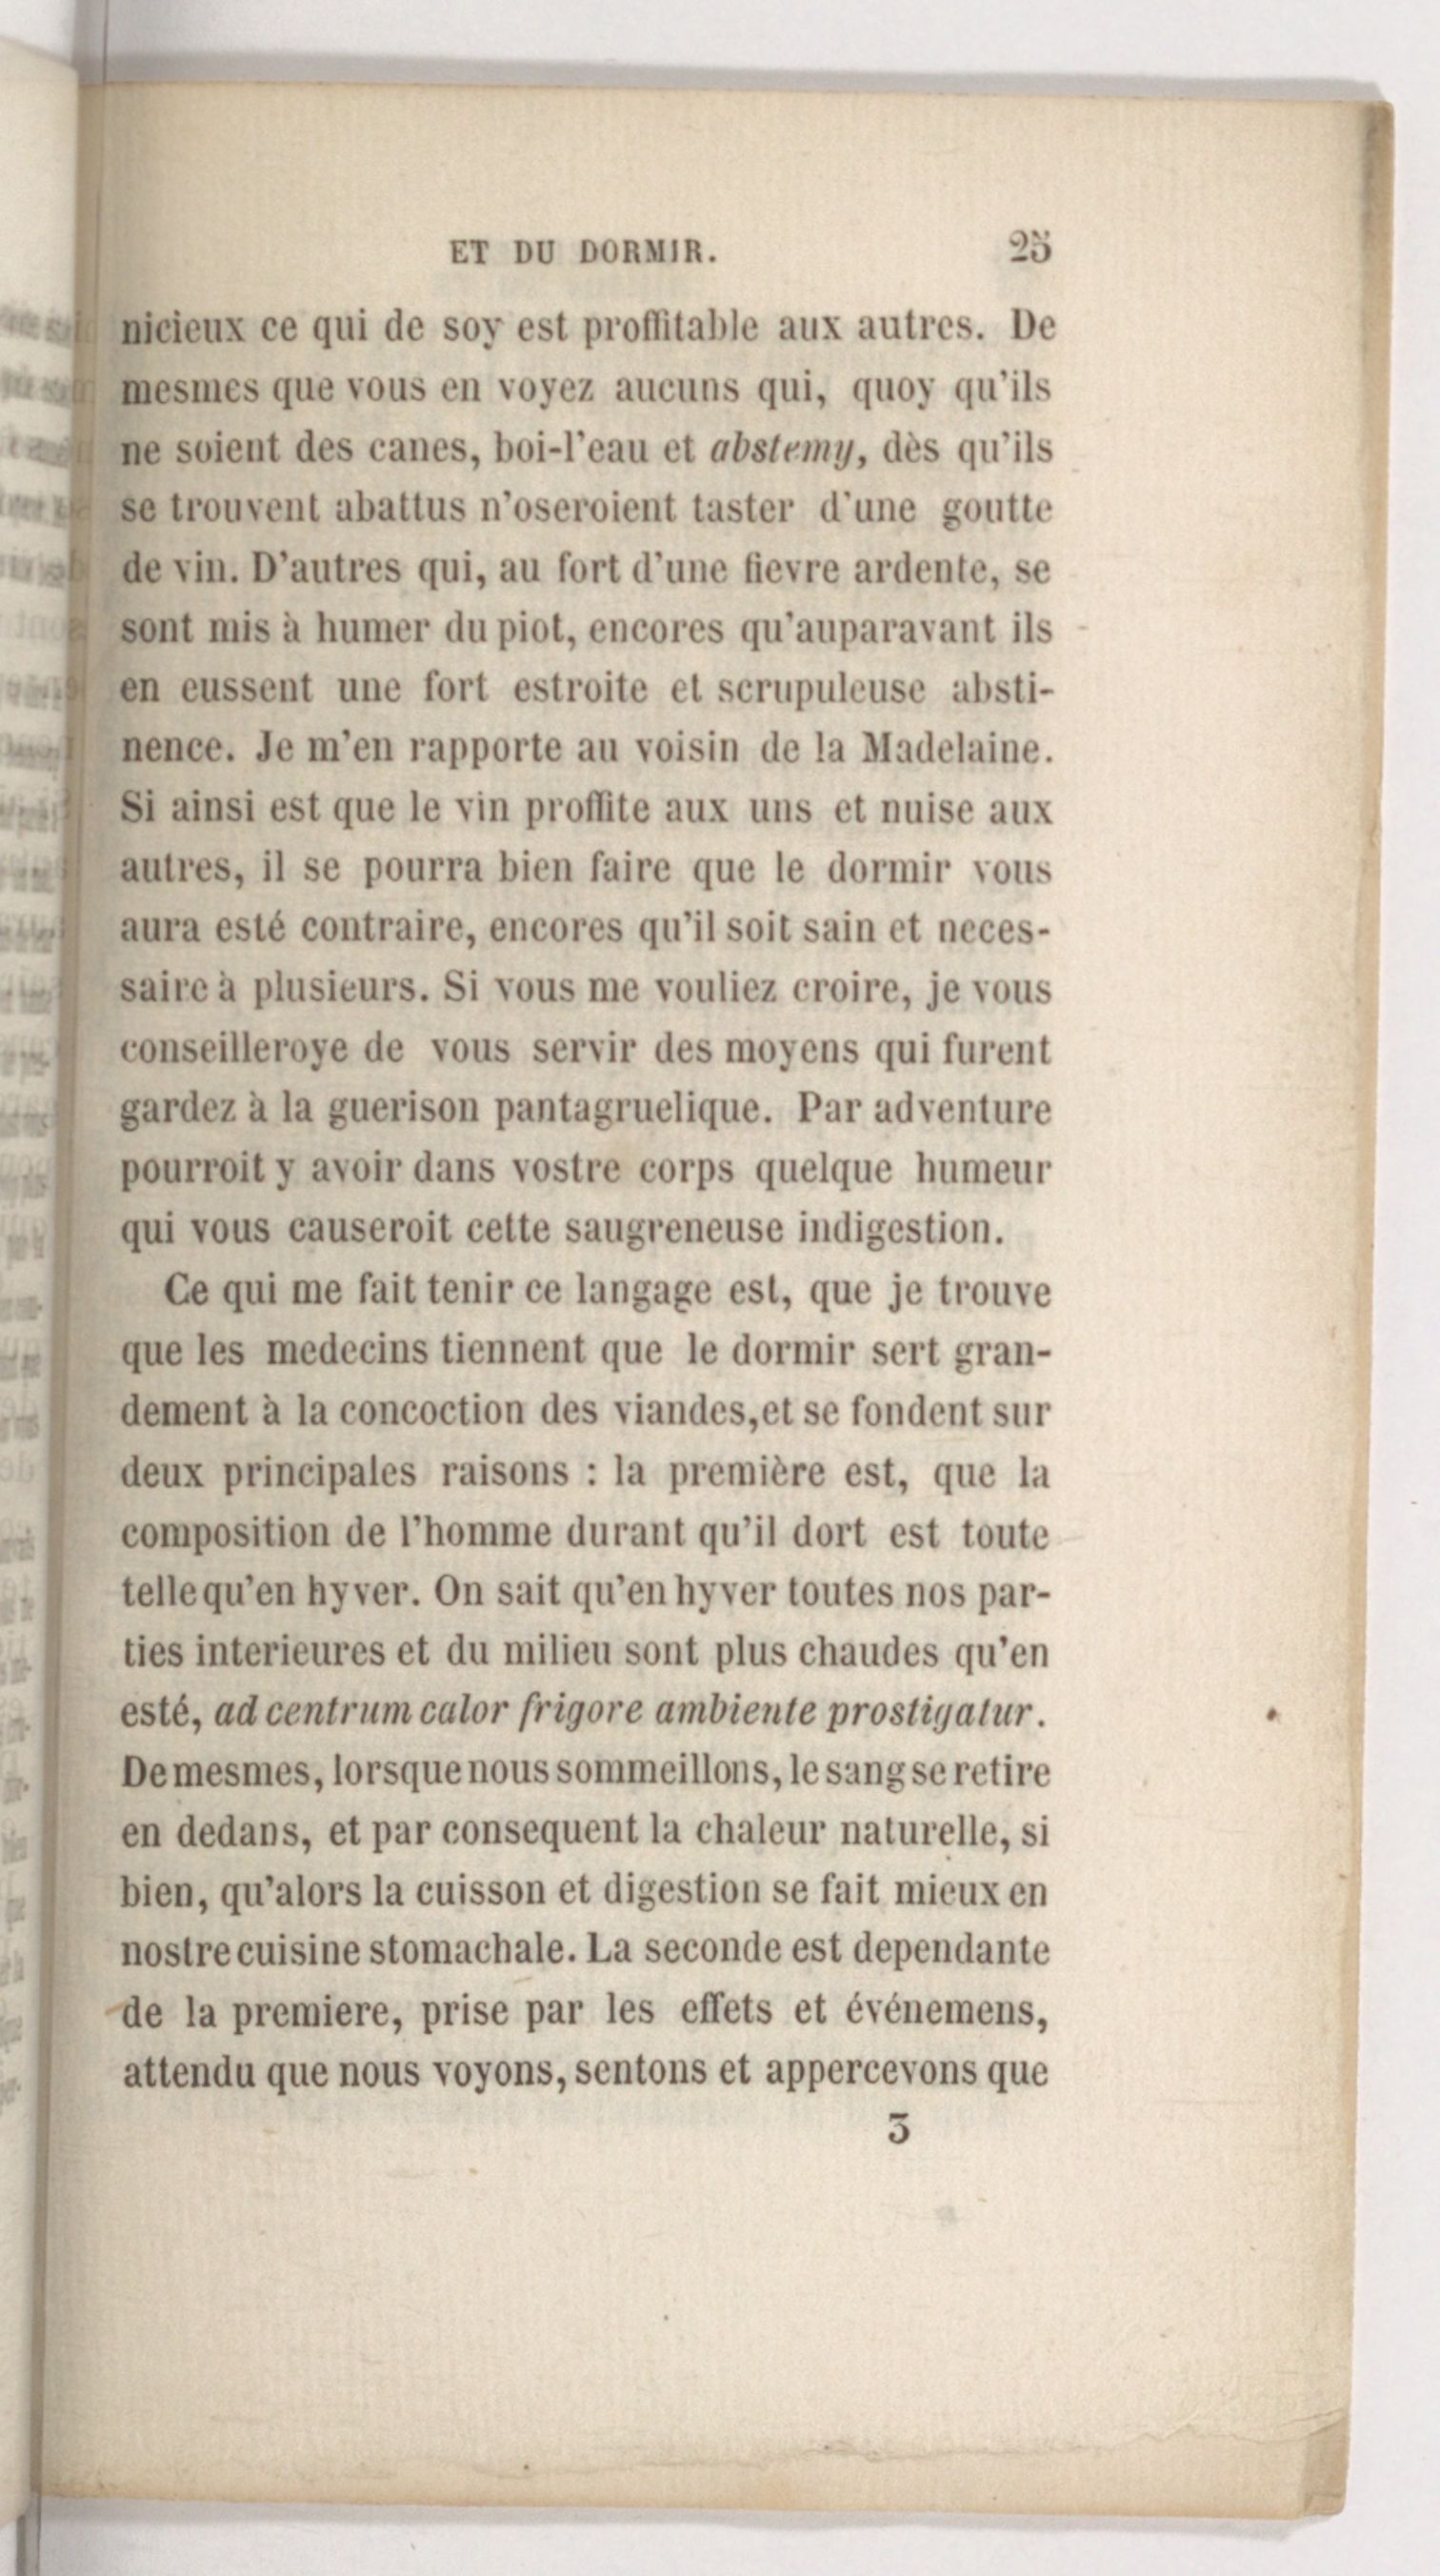 ET DU DORMIR. 25
nicieux ce qui de soy est proffitable aux autres. De
mesmes que vous en voyez aucuns qui, quoy qu'ils
ne soient des canes, boi-l'eau et abstemy, dès qu'ils
se trouvent abattus n'oseroient taster d'une goutte
de vin. D'autres qui, au fort d'une fievre ardente, se
sont mis à humer du piot, encores qu'auparavant ils
en eussent une fort estroite et scrupuleuse absti-
nence. Je m'en rapporte au voisin de la Madelaine.
Si ainsi est que le vin proffite aux uns et nuise aux
autres, il se pourra bien faire que le dormir vous
aura esté contraire, encores qu'il soit sain et neces-
saire à plusieurs. Si vous me vouliez croire, je vous
conseilleroye de vous servir des moyens qui furent
gardez à la guerison pantagruelique. Par adventure
pourroit y avoir dans vostre corps quelque humeur
qui vous causeroit cette saugreneuse indigestion.
Ce qui me fait tenir ce langage est, que je trouve
que les medecins tiennent que le dormir sert gran-
dement à la concoction des viandes,et se fondent sur
deux principales raisons : la première est, que la
composition de l'homme durant qu'il dort est toute
telle qu'en hyver. On sait qu'en hyver toutes nos par-
ties interieures et du milieu sont plus chaudes qu'en
esté, ad centrum calor frigore ambiente prostigatur.
De mesmes, lorsque nous sommeillons, le sang se retire
en dedans, et par consequent la chaleur naturelle, si
bien, qu'alors la cuisson et digestion se fait mieux en
nostre cuisine stomachale. La seconde est dependante
de la premiere, prise par les effets et événemens,
attendu que nous voyons, sentons et appercevons que
3